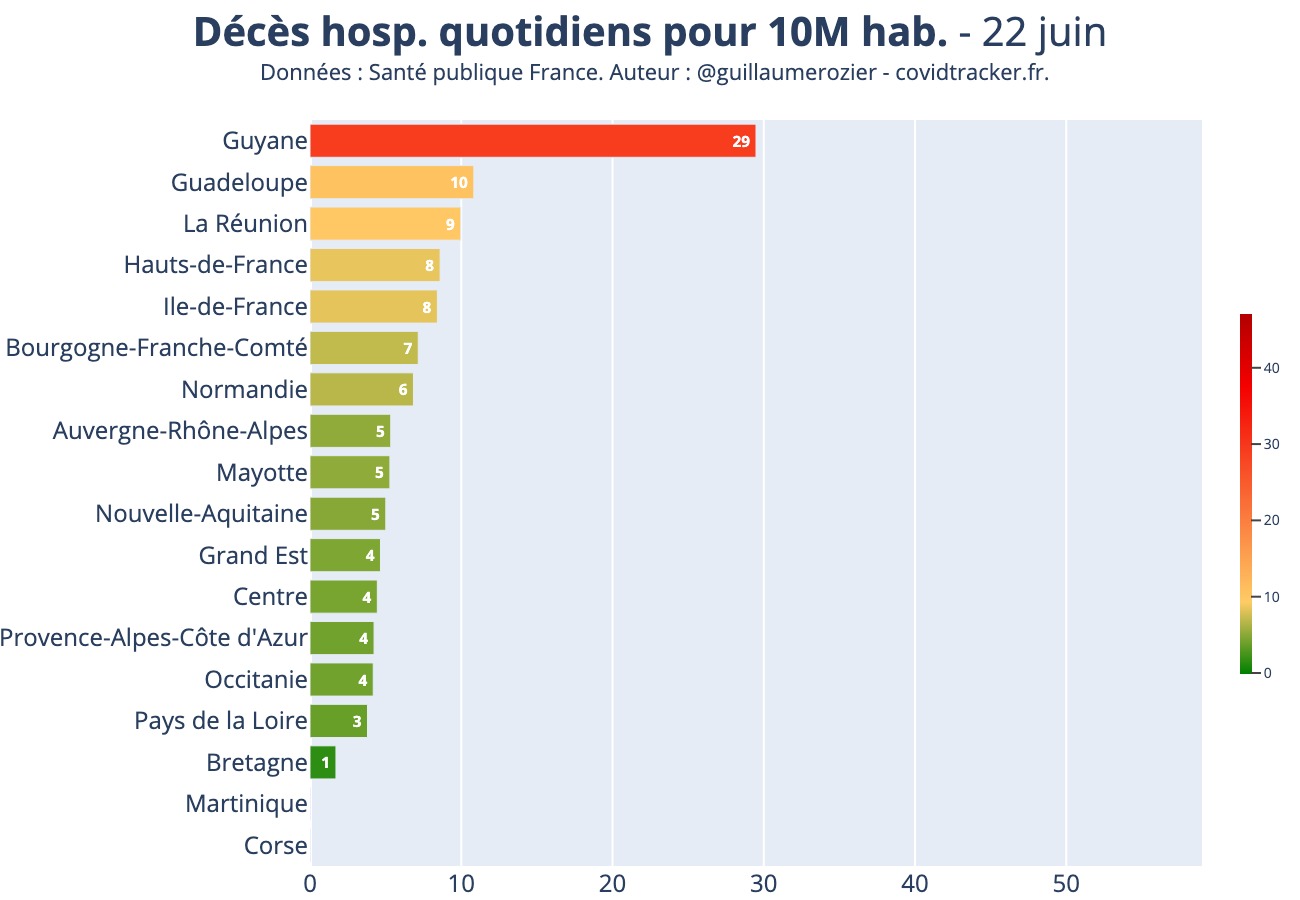 Décès hosp. quotidiens pour 10M hab. - 22 juin
Données : Santé publique France. Auteur : @guillaumerozier - covidtracker.fr.
Guyane 29
Guadeloupe 10
La Réunion 9
Hauts-de-France 8
Ile-de-France 8
Bourgogne-Franche-Comté 7
Normandie 6
Auvergne-Rhône-Alpes 5
Mayotte 5
Nouvelle-Aquitaine 5
Grand Est 4
Centre 4
Provence-Alpes-Côte d'Azur 4
Occitanie 4
Pays de la Loire 3
Bretagne 1
Martinique
Corse
0 10 20 30 40 50
40
30
20
10
0